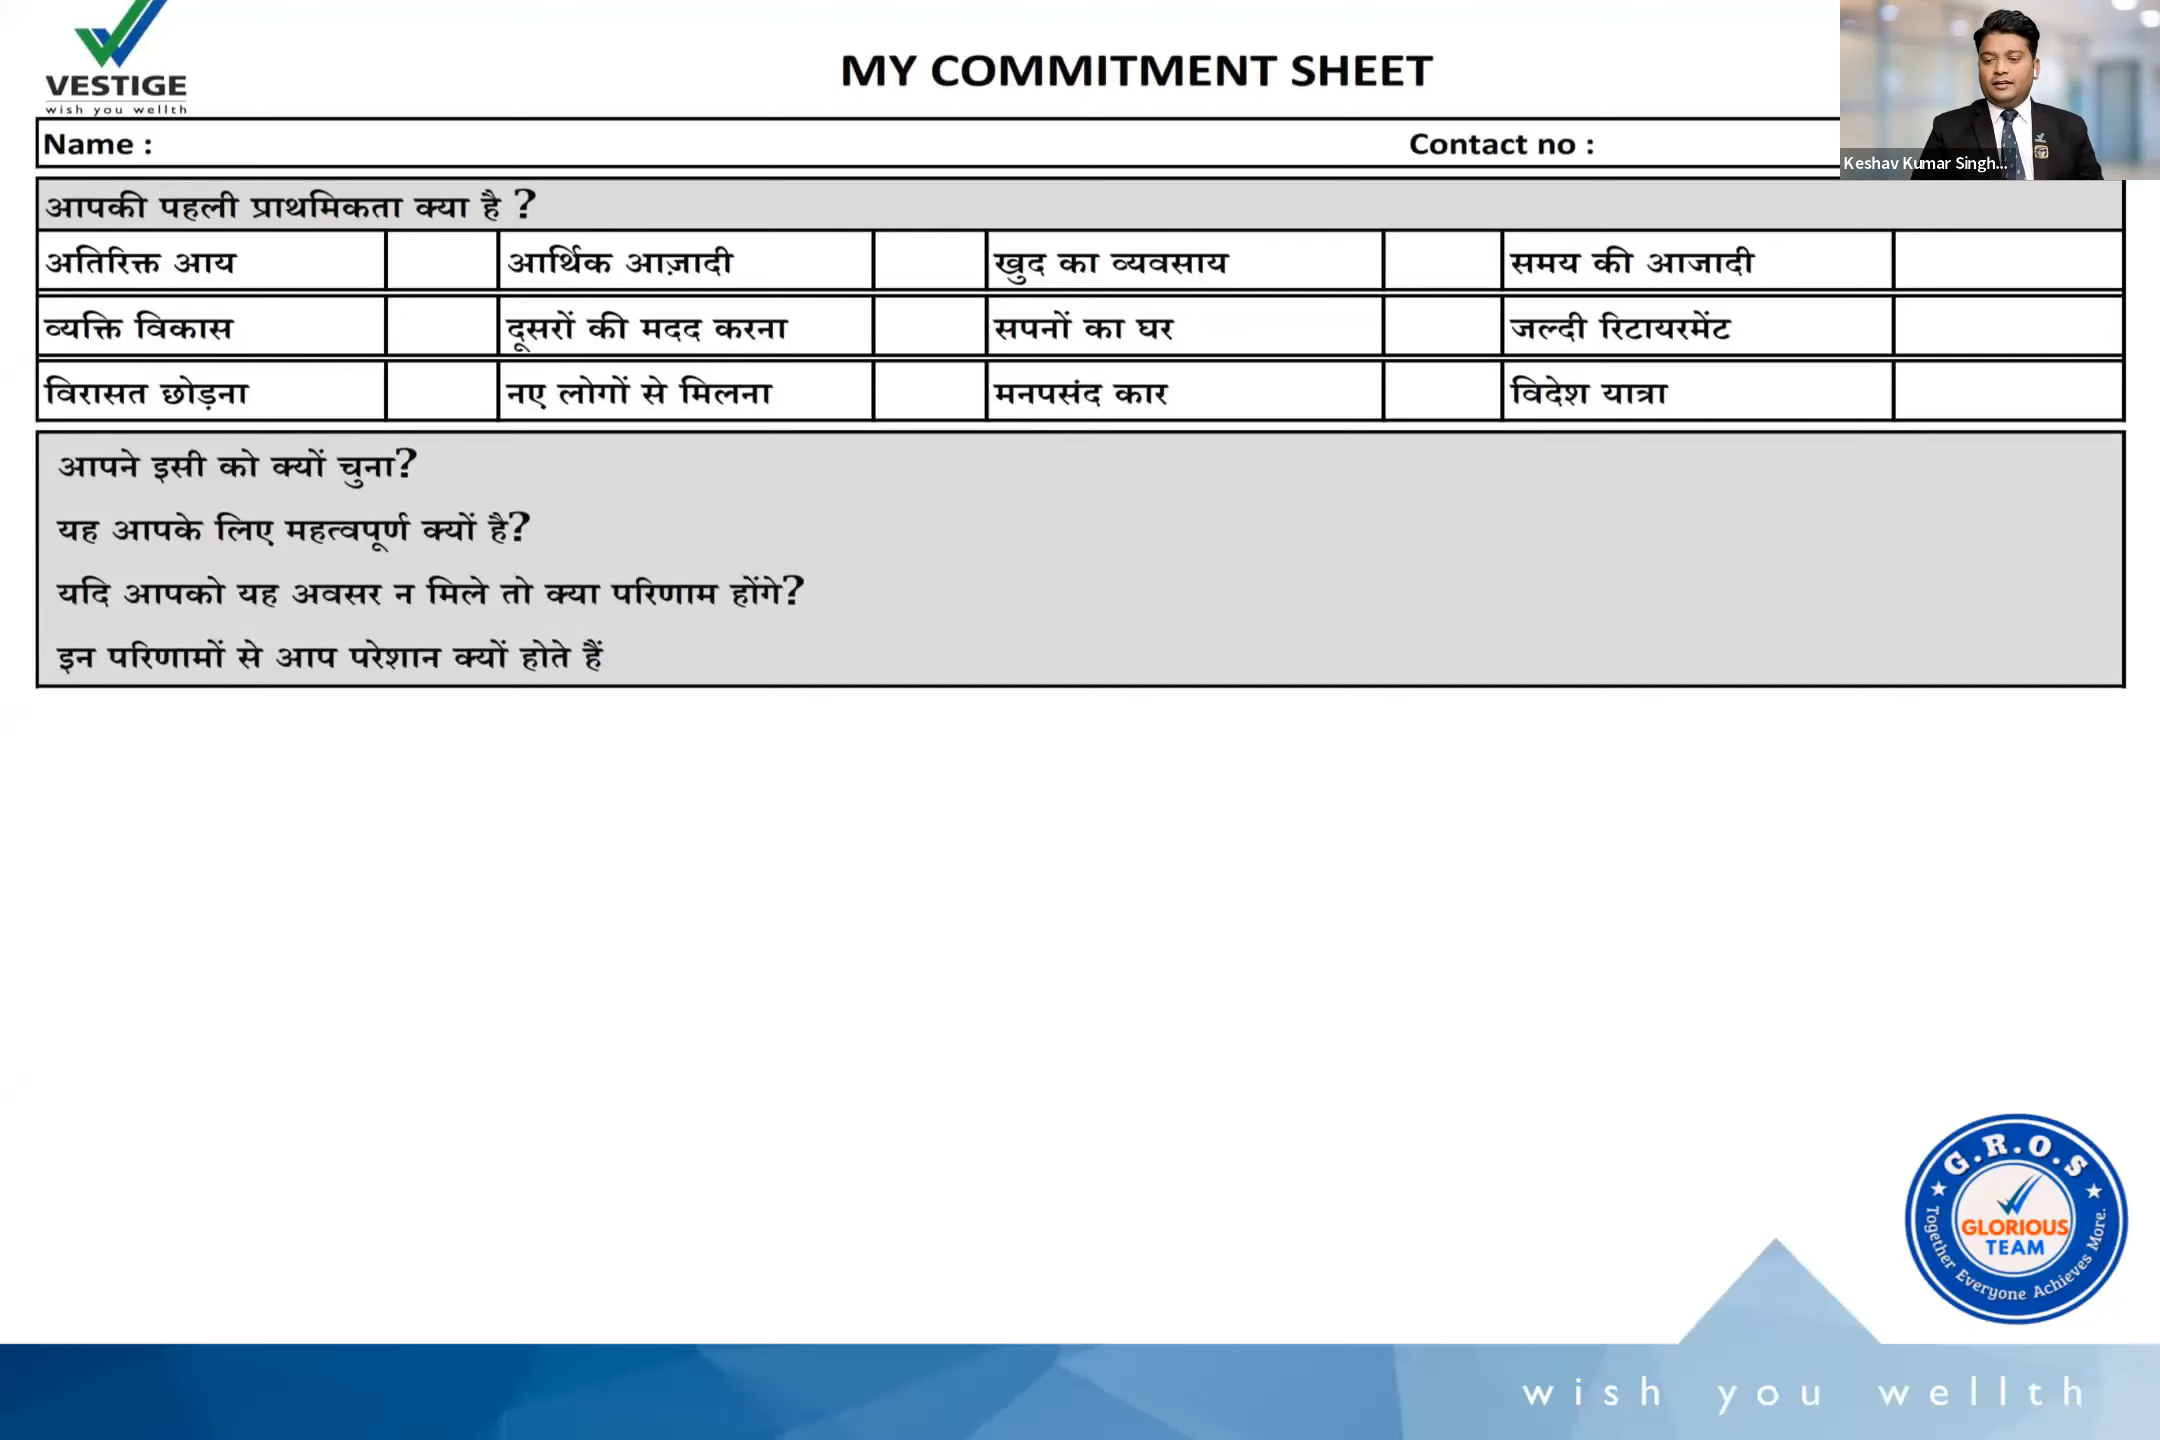 VESTIGE
wish you wellth
MY COMMITMENT SHEET
Keshav Kumar Singh...
Name : Contact no :
आपकी पहली प्राथमिकता क्या है ?
अतिरिक्त आय आर्थिक आज़ादी खुद का व्यवसाय समय की आजादी
व्यक्ति विकास दूसरों की मदद करना सपनों का घर जल्दी रिटायरमेंट
विरासत छोड़ना नए लोगों से मिलना मनपसंद कार विदेश यात्रा
आपने इसी को क्यों चुना?
यह आपके लिए महत्वपूर्ण क्यों है?
यदि आपको यह अवसर न मिले तो क्या परिणाम होंगे?
इन परिणामों से आप परेशान क्यों होते हैं
G.R.O.S
GLORIOUS
TEAM
Together Everyone Achieves More.
wish you wellth